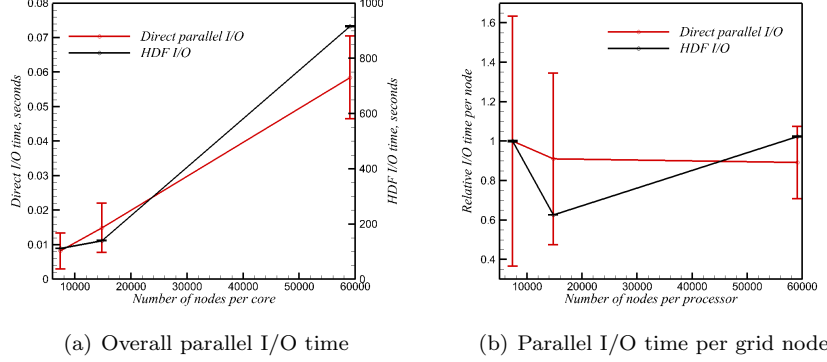 0.08
0.07
0.06
0.05
0.04
0.03
0.02
0.01
0
Direct I/O time, seconds
Direct parallel I/O
HDF I/O
1000
800
600
400
200
0
HDF I/O time, seconds
10000 20000 30000 40000 50000 60000
Number of nodes per core
(a) Overall parallel I/O time
1.6
1.4
1.2
1
0.8
0.6
0.4
Relative I/O time per node
Direct parallel I/O
HDF I/O
10000 20000 30000 40000 50000 60000
Number of nodes per processor
(b) Parallel I/O time per grid node